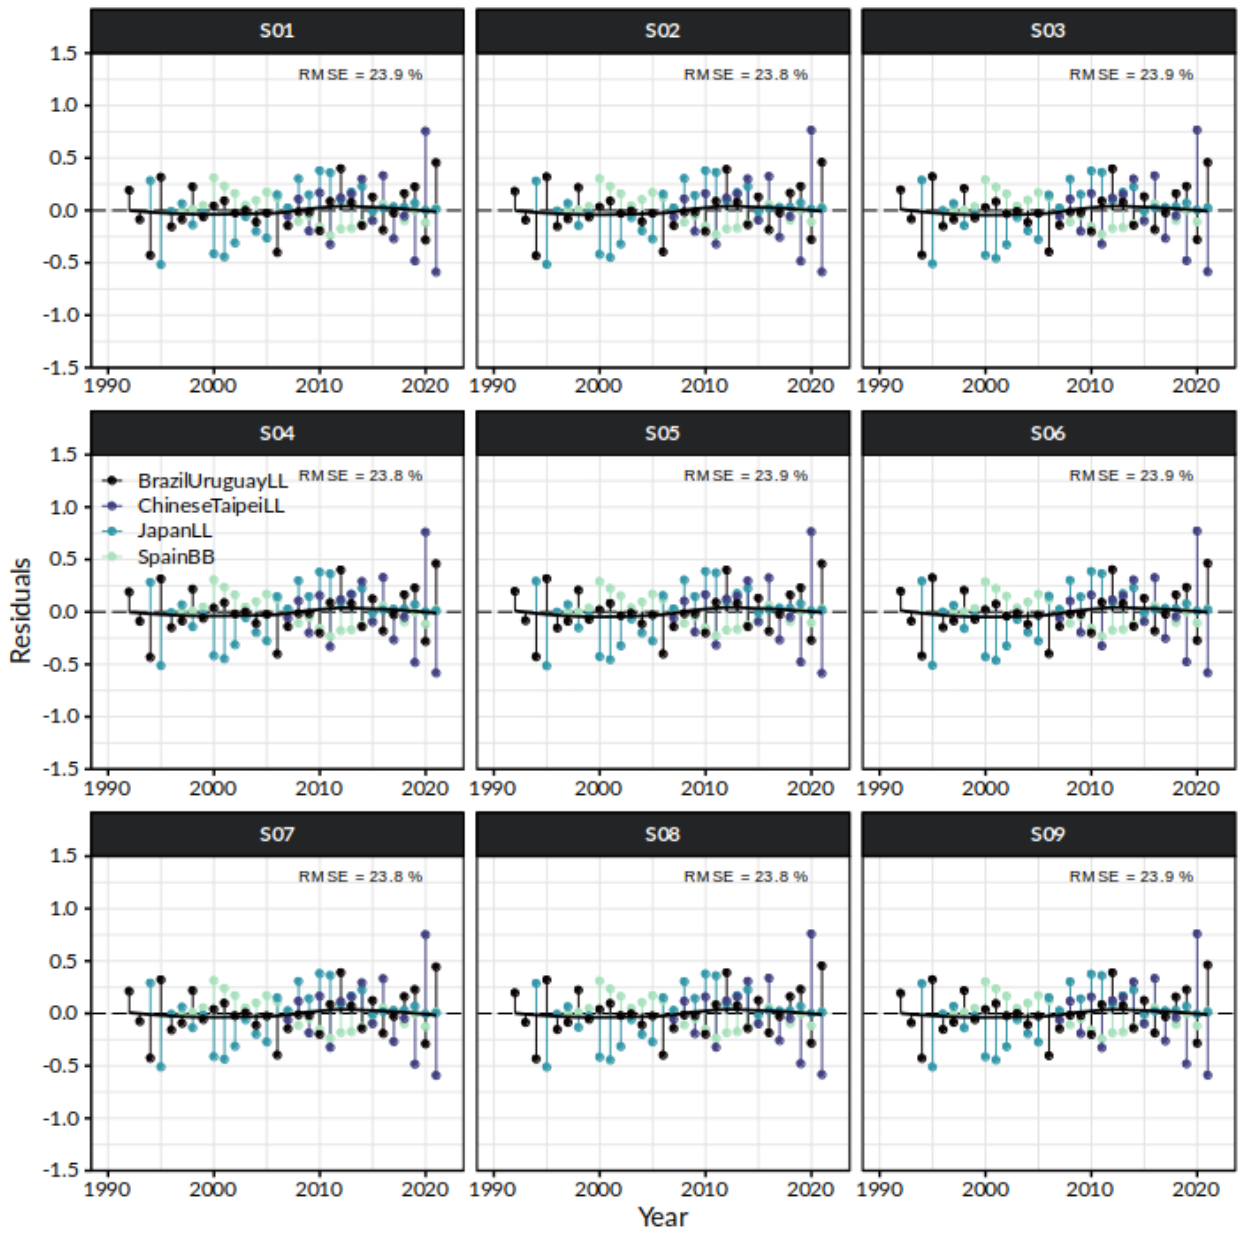 S01 S02 S03
1.5
RMSE = 23.9 % RMSE = 23.8 % RMSE = 23.9 %
1.0
0.5
0.0
-0.5
-1.0
-1.5
1990 2000 2010 2020 1990 2000 2010 2020 1990 2000 2010 2020
S04 S05 S06
1.5
RMSE = 23.8 % RMSE = 23.9 % RMSE = 23.9 %
BrazilUruguayLL
1.0
ChineseTaipeiLL
JapanLL
0.5
SpainBB
Residuals
0.0
-0.5
-1.0
-1.5
1990 2000 2010 2020 1990 2000 2010 2020 1990 2000 2010 2020
S07 S08 S09
1.5
RMSE = 23.8 % RMSE = 23.8 % RMSE = 23.9 %
1.0
0.5
0.0
-0.5
-1.0
-1.5
1990 2000 2010 2020 1990 2000 2010 2020 1990 2000 2010 2020
Year